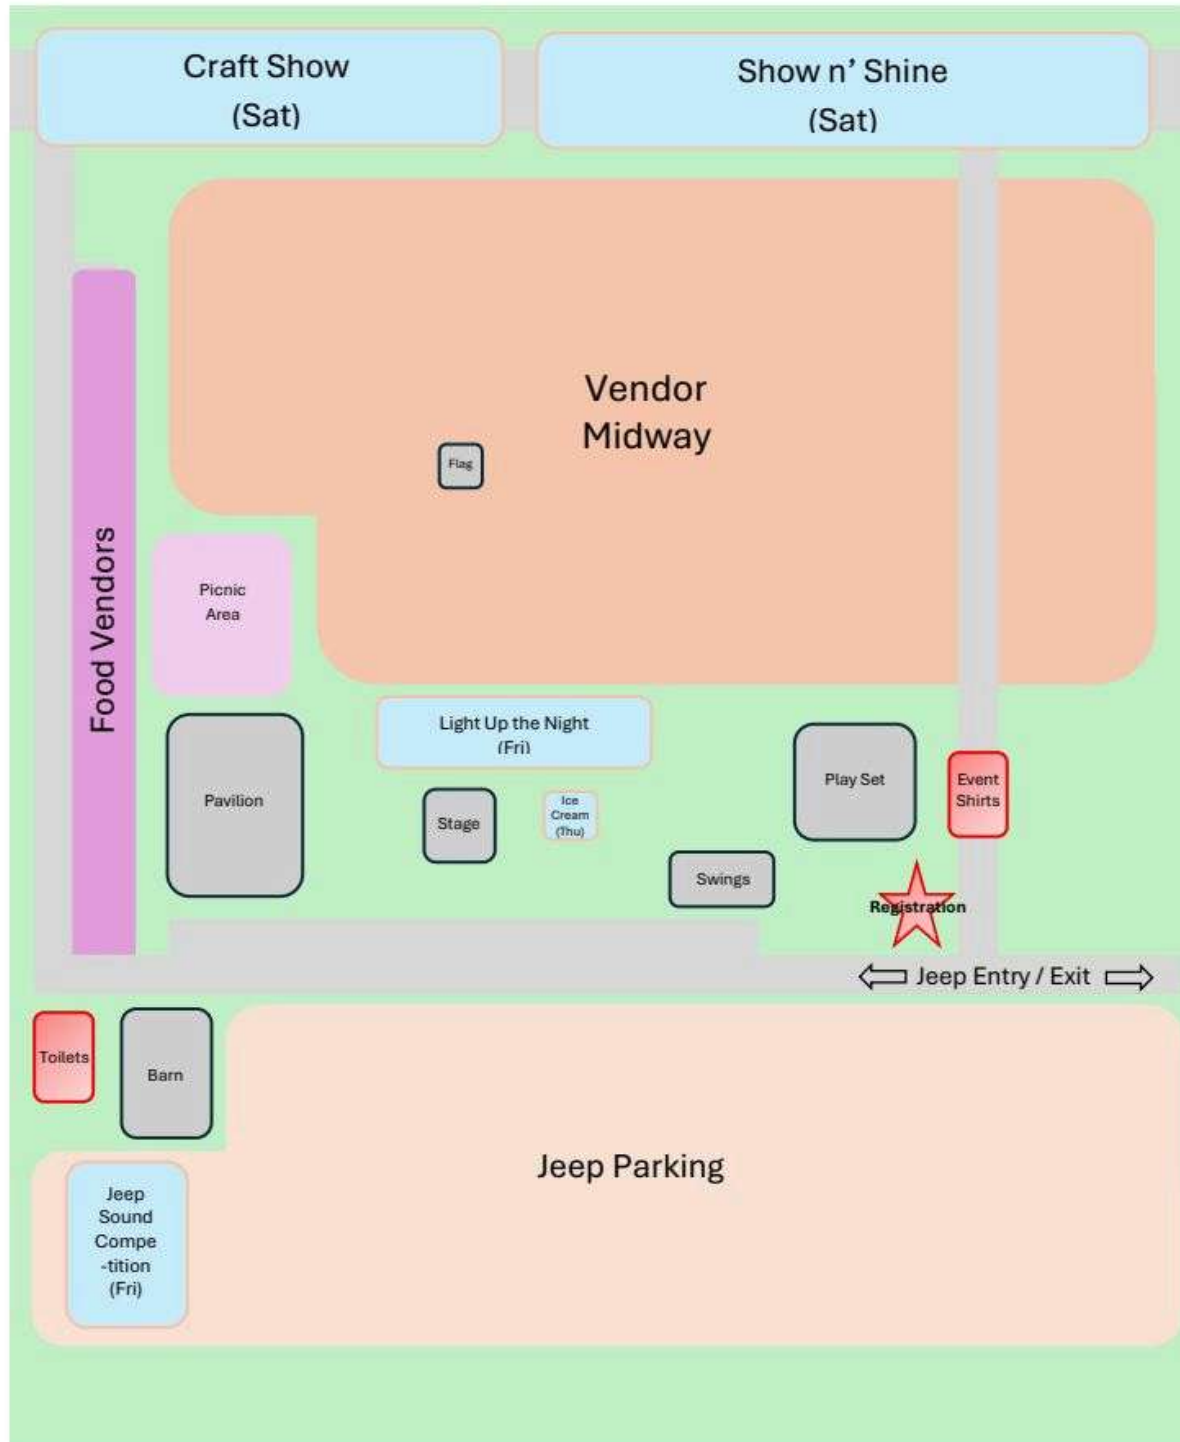 Craft Show
(Sat)
Show n’ Shine
(Sat)
Vendor
Midway
Flag
Food Vendors
Picnic
Area
Light Up the Night
(Fri)
Pavilion
Stage
Ice
Cream
(Thu)
Play Set
Event
Shirts
Swings
Registration
Jeep Entry / Exit
Toilets
Barn
Jeep Parking
Jeep
Sound
Compe
-tition
(Fri)